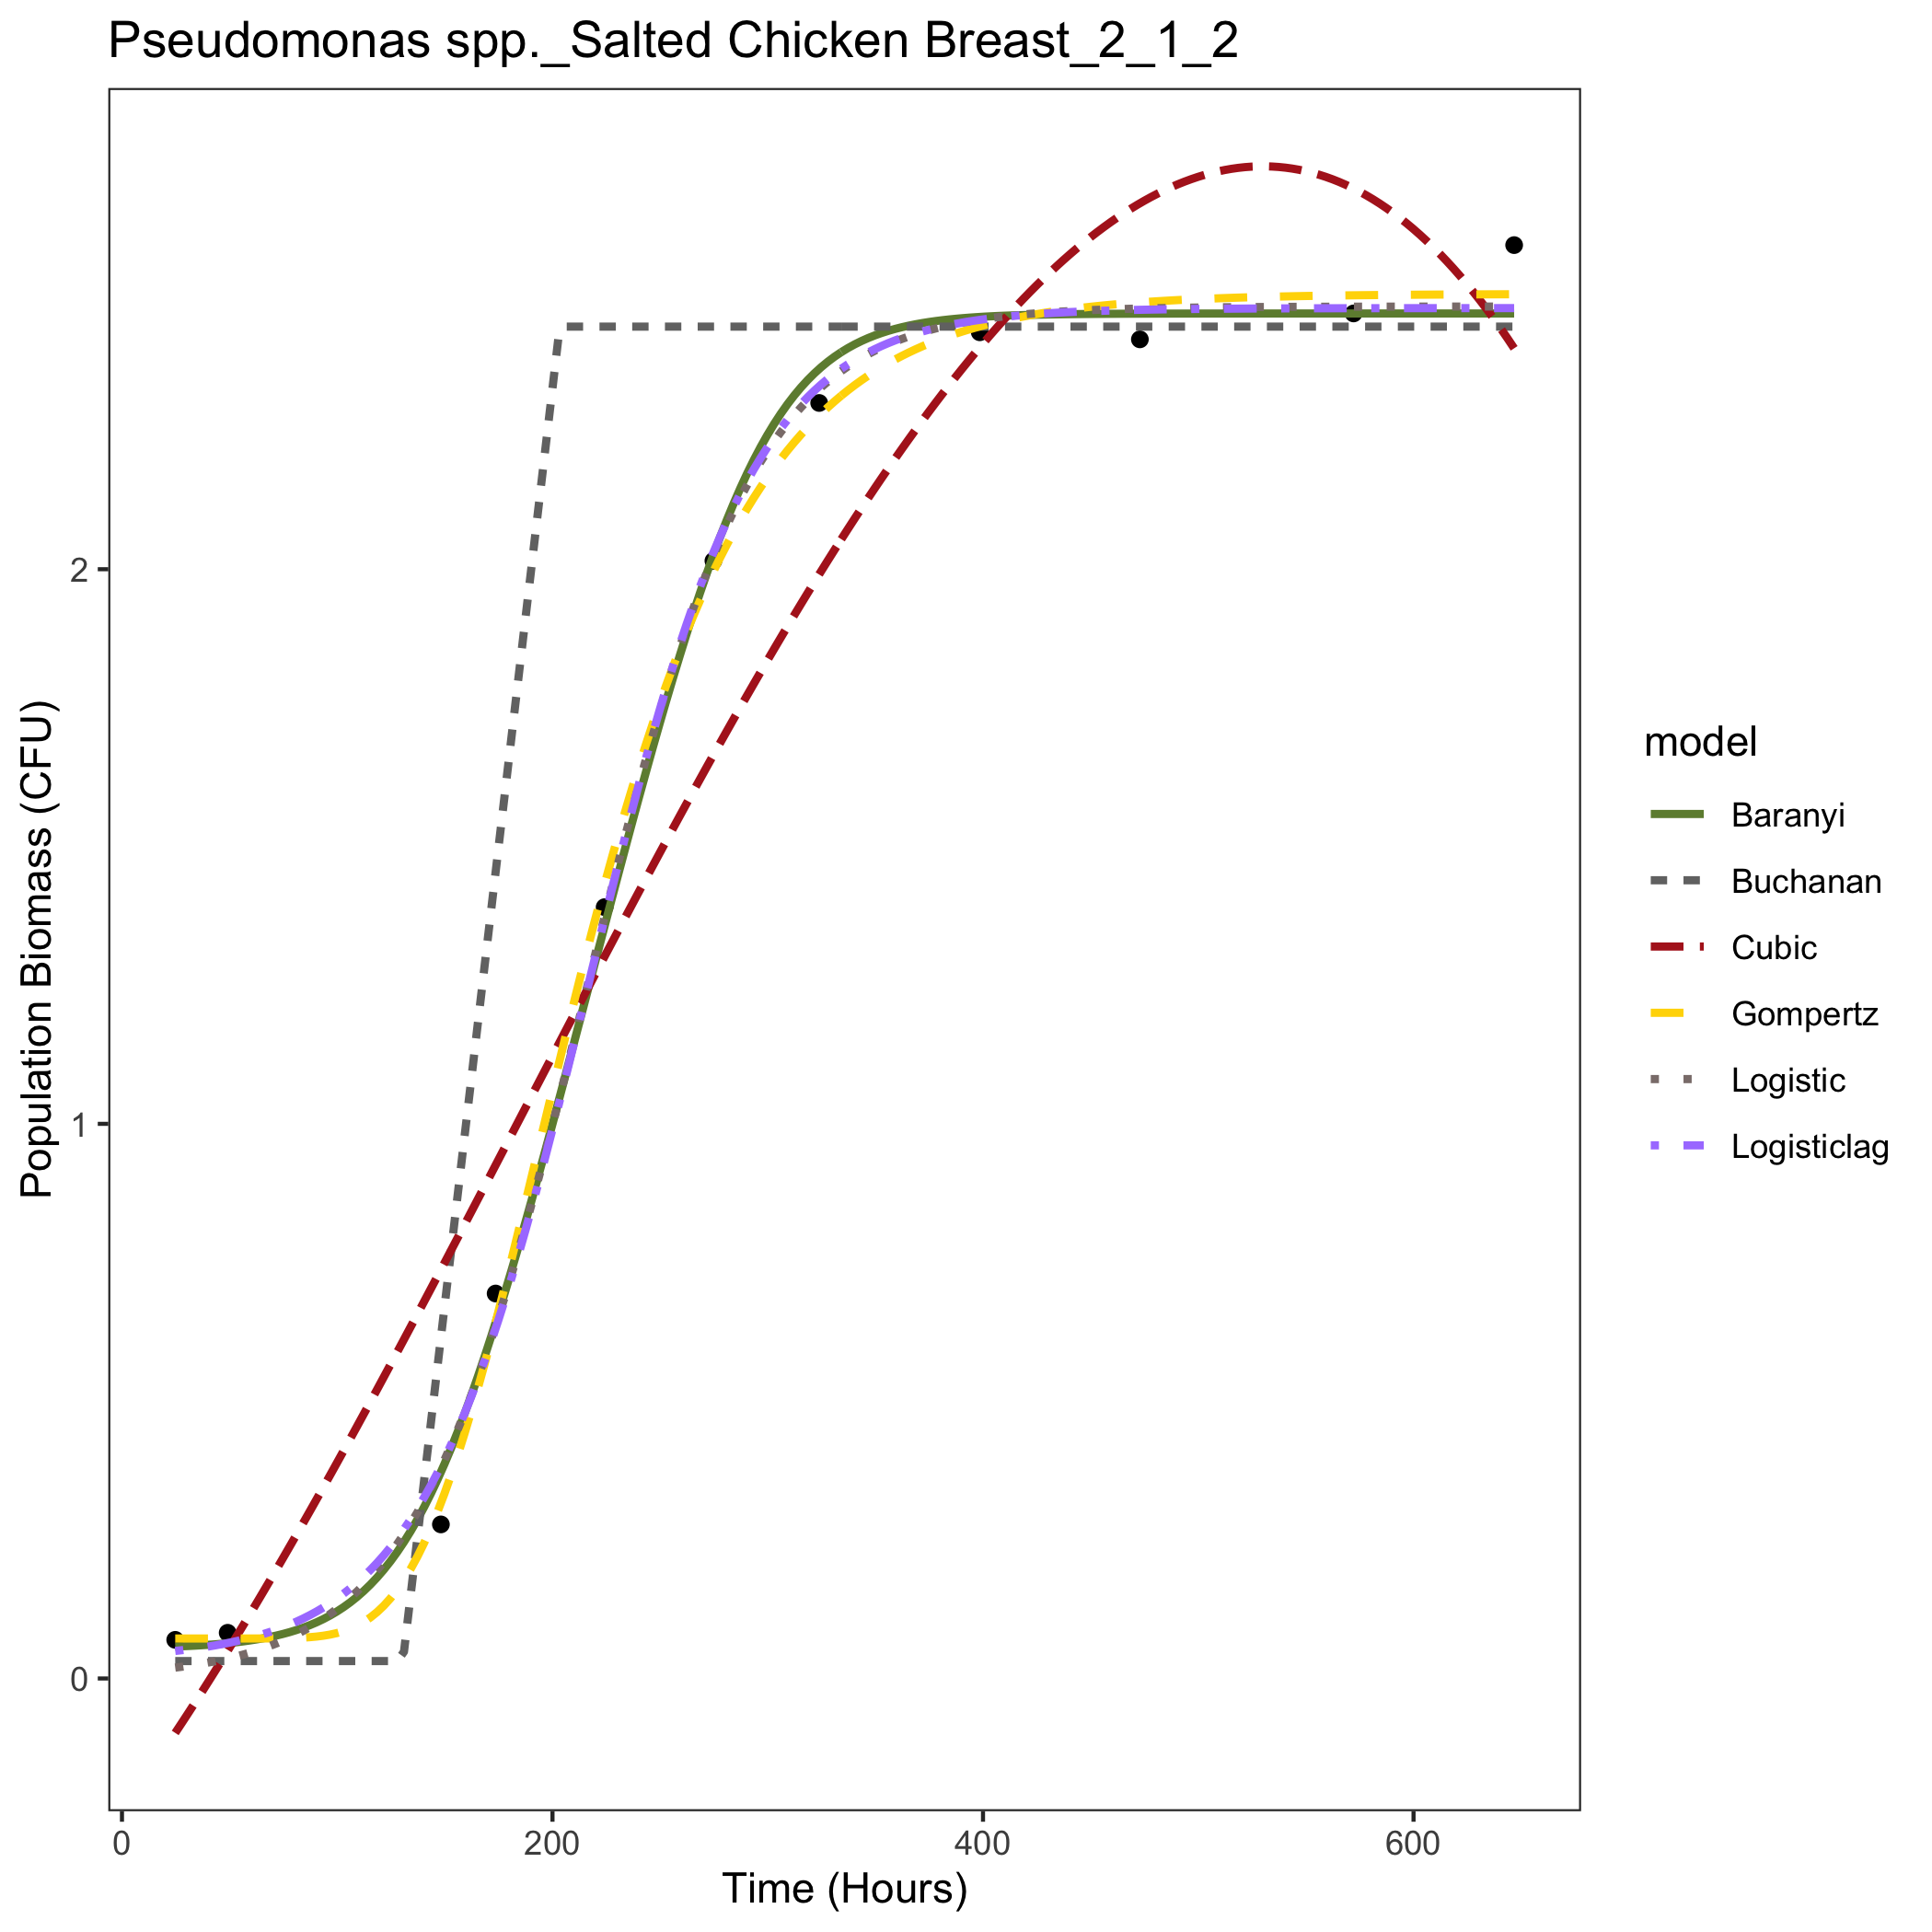 Pseudomonas spp._Salted Chicken Breast_2_1_2
Population Biomass (CFU)
2
1
0
0
200
400
600
Time (Hours)
model
Baranyi
Buchanan
Cubic
Gompertz
Logistic
Logisticlag